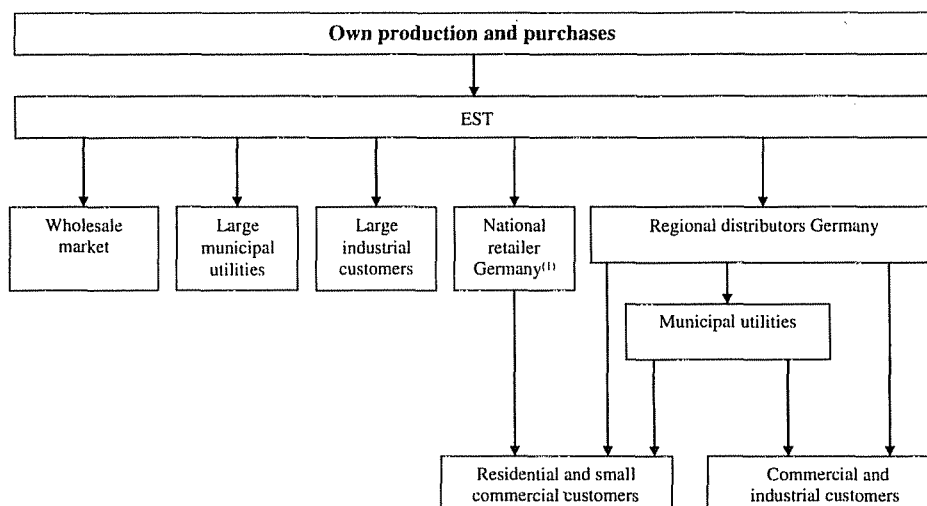 Own production and purchases
EST
Wholesale
market
Large
municipal
utilities
Large
industrial
customers
National
retailer
Germany(1)
Regional distributors Germany
Municipal utilities
Residential and small
commercial customers
Commercial and
industrial customers